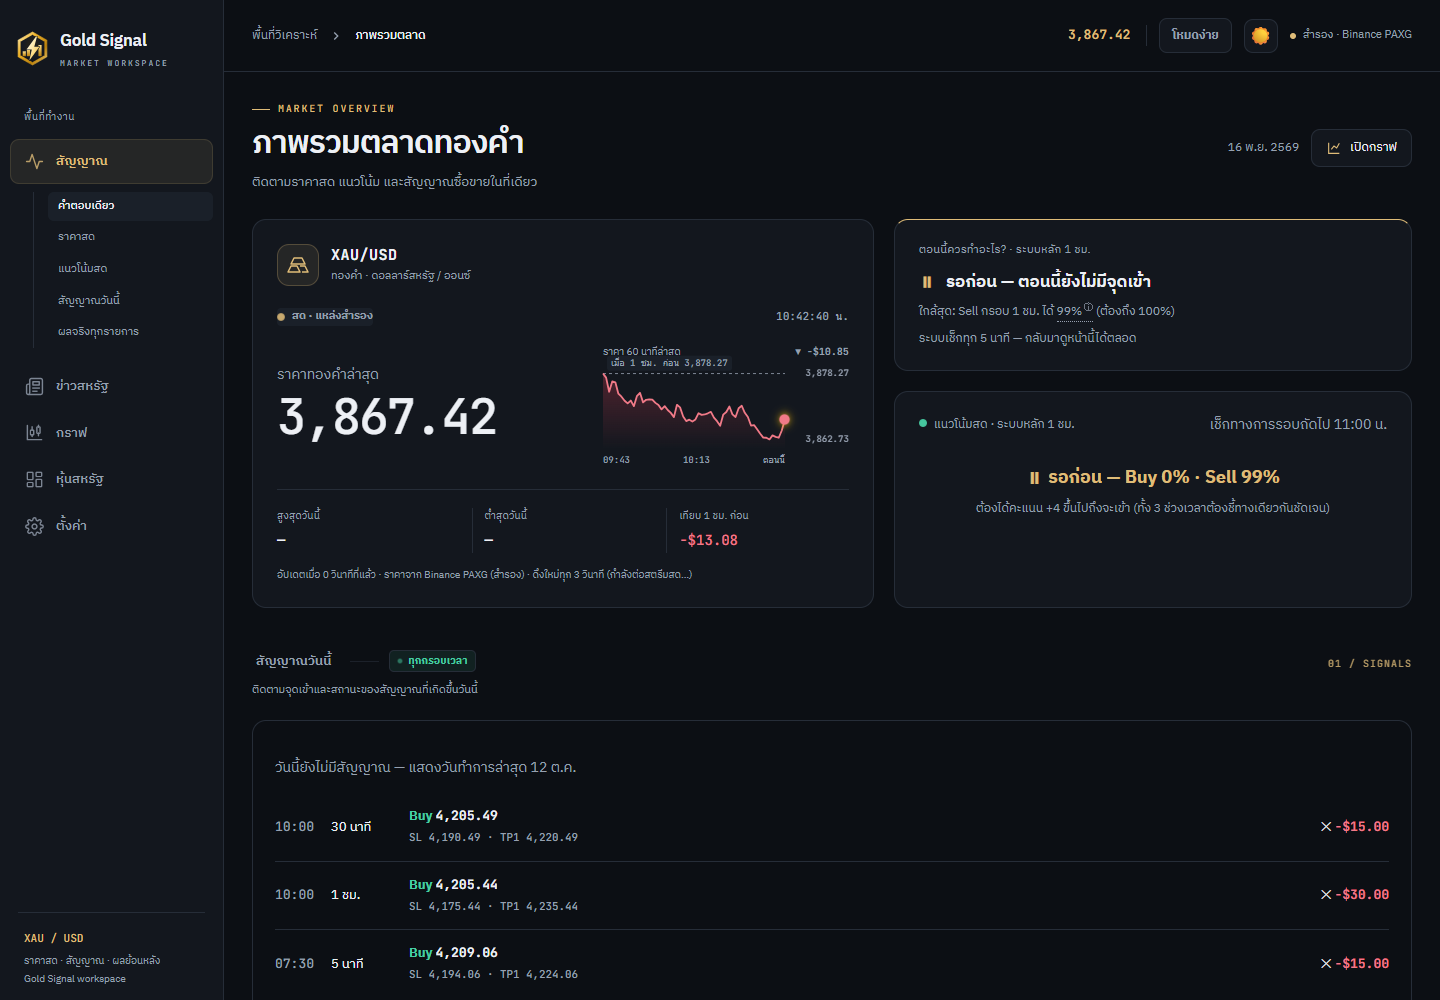 Gold Signal
MARKET WORKSPACE
พื้นที่ทำงาน
สัญญาณ
คำตอบเดียว
ราคาสด
แนวโน้มสด
สัญญาณวันนี้
ผลจริงทุกรายการ
ข่าวสหรัฐ
กราฟ
หุ้นสหรัฐ
ตั้งค่า
XAU / USD
ราคาสด · สัญญาณ · ผลย้อนหลัง
Gold Signal workspace
พื้นที่วิเคราะห์ > ภาพรวมตลาด
3,867.42
โหมดง่าย
สำรอง · Binance PAXG
MARKET OVERVIEW
ภาพรวมตลาดทองคำ
ติดตามราคาสด แนวโน้ม และสัญญาณซื้อขายในที่เดียว
16 พ.ย. 2569
เปิดกราฟ
XAU/USD
ทองคำ · ดอลลาร์สหรัฐ / ออนซ์
สด · แหล่งสำรอง
10:42:40 น.
ราคาทองคำล่าสุด
3,867.42
ราคา 60 นาทีล่าสุด
▼ -$10.85
เมื่อ 1 ชม. ก่อน 3,878.27
3,878.27
3,862.73
09:43 10:13 ตอนนี้
สูงสุดวันนี้
—
ต่ำสุดวันนี้
—
เทียบ 1 ชม. ก่อน
-$13.08
อัปเดตเมื่อ 0 วินาทีที่แล้ว · ราคาจาก Binance PAXG (สำรอง) · ดึงใหม่ทุก 3 วินาที (กำลังต่อสตรีมสด…)
ตอนนี้ควรทำอะไร? · ระบบหลัก 1 ชม.
รอก่อน — ตอนนี้ยังไม่มีจุดเข้า
ใกล้สุด: Sell กรอบ 1 ชม. ได้ 99% ⓘ (ต้องถึง 100%)
ระบบเช็กทุก 5 นาที — กลับมาดูหน้านี้ได้ตลอด
แนวโน้มสด · ระบบหลัก 1 ชม.
เช็กทางการรอบถัดไป 11:00 น.
รอก่อน — Buy 0% · Sell 99%
ต้องได้คะแนน +4 ขึ้นไปถึงจะเข้า (ทั้ง 3 ช่วงเวลาต้องชี้ทางเดียวกันชัดเจน)
สัญญาณวันนี้
ทุกกรอบเวลา
01 / SIGNALS
ติดตามจุดเข้าและสถานะของสัญญาณที่เกิดขึ้นวันนี้
วันนี้ยังไม่มีสัญญาณ — แสดงวันทำการล่าสุด 12 ต.ค.
10:00 30 นาที Buy 4,205.49 ✕ -$15.00
SL 4,190.49 · TP1 4,220.49
10:00 1 ชม. Buy 4,205.44 ✕ -$30.00
SL 4,175.44 · TP1 4,235.44
07:30 5 นาที Buy 4,209.06 ✕ -$15.00
SL 4,194.06 · TP1 4,224.06